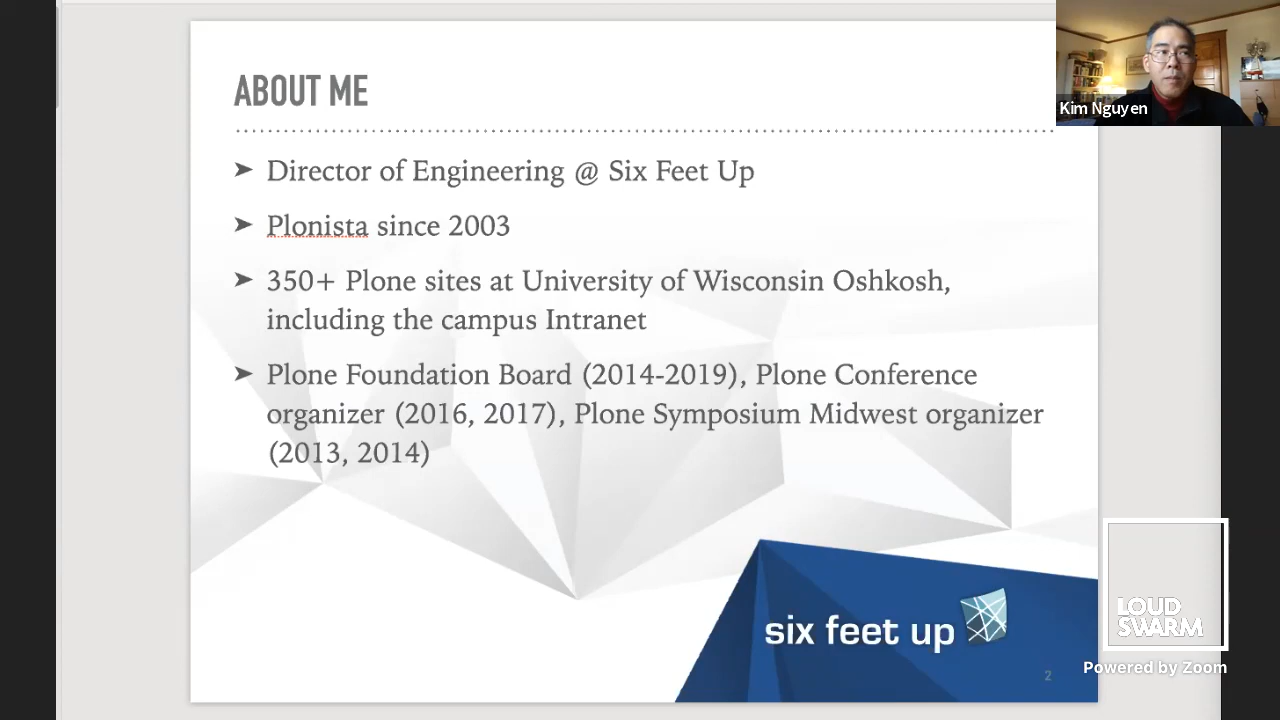 ABOUT ME
➤ Director of Engineering @ Six Feet Up
➤ Plonista since 2003
➤ 350+ Plone sites at University of Wisconsin Oshkosh,
including the campus Intranet
➤ Plone Foundation Board (2014-2019), Plone Conference
organizer (2016, 2017), Plone Symposium Midwest organizer
(2013, 2014)
six feet up
2
Kim Nguyen
LOUD
SWARM
Powered by Zoom